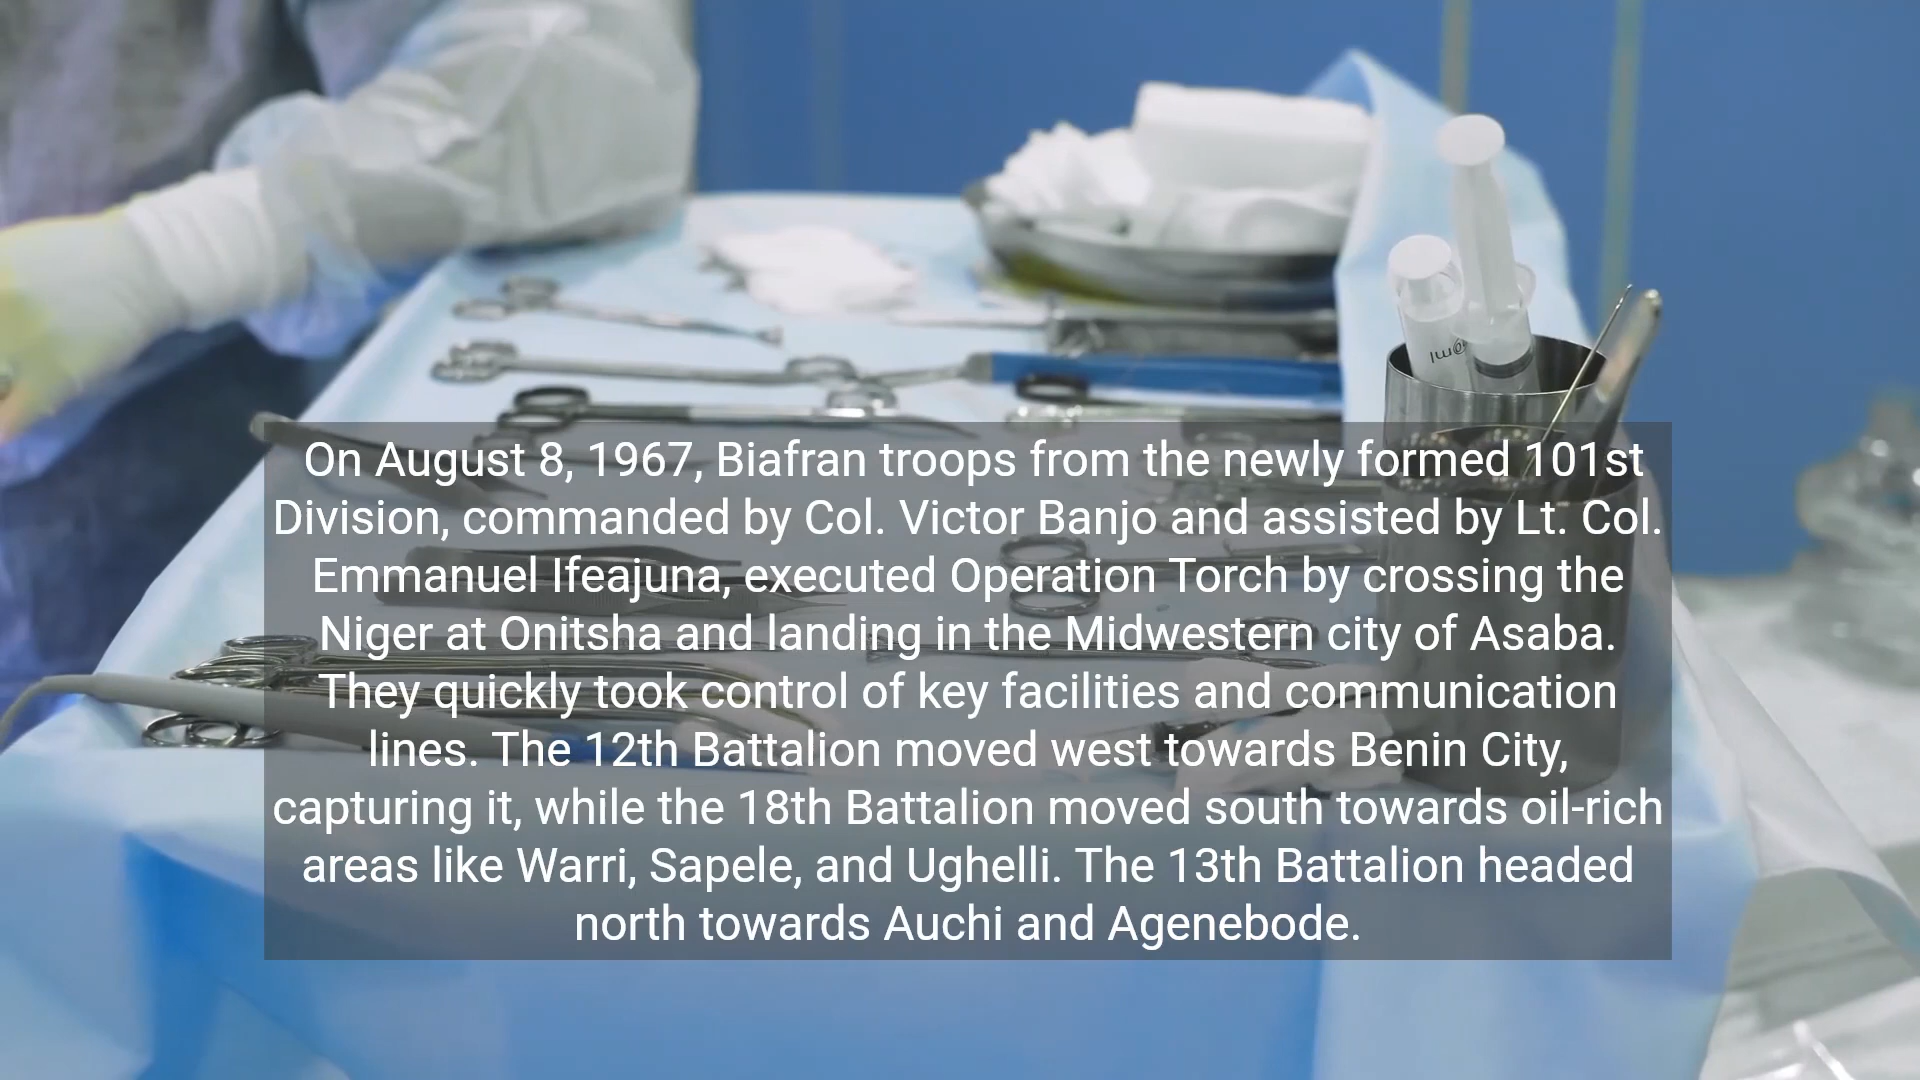 On August 8, 1967, Biafran troops from the newly formed 101st
Division, commanded by Col. Victor Banjo and assisted by Lt. Col.
Emmanuel Ifeajuna, executed Operation Torch by crossing the
Niger at Onitsha and landing in the Midwestern city of Asaba.
They quickly took control of key facilities and communication
lines. The 12th Battalion moved west towards Benin City,
capturing it, while the 18th Battalion moved south towards oil-rich
areas like Warri, Sapele, and Ughelli. The 13th Battalion headed
north towards Auchi and Agenebode.